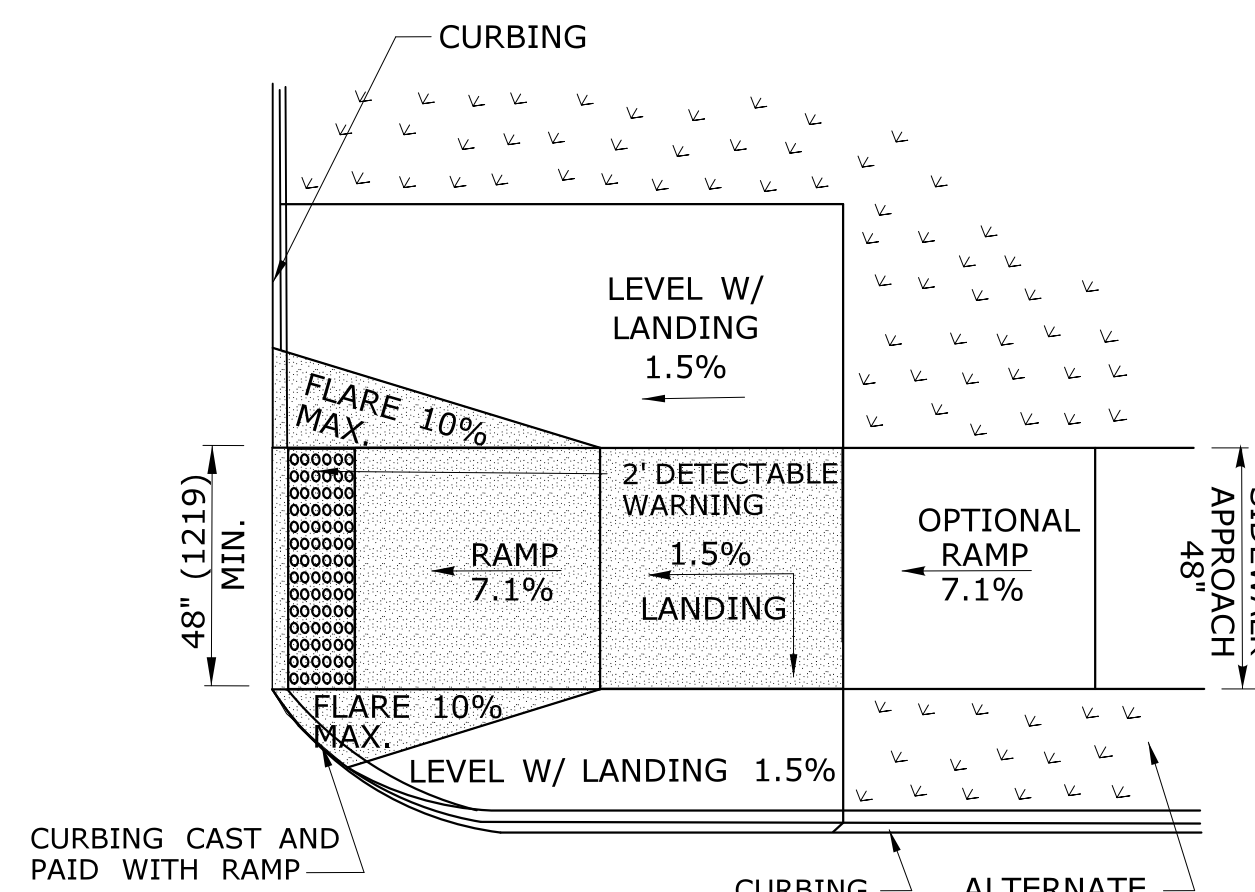 CURBING
LEVEL W/
LANDING
1.5%
FLARE 10%
MAX.
2' DETECTABLE
WARNING
1.5%
LANDING
RAMP
7.1%
OPTIONAL
RAMP
7.1%
48" (1219)
MIN.
APPROACH
48"
FLARE 10%
MAX.
LEVEL W/ LANDING 1.5%
CURBING CAST AND
PAID WITH RAMP
CURBING
ALTERNATE